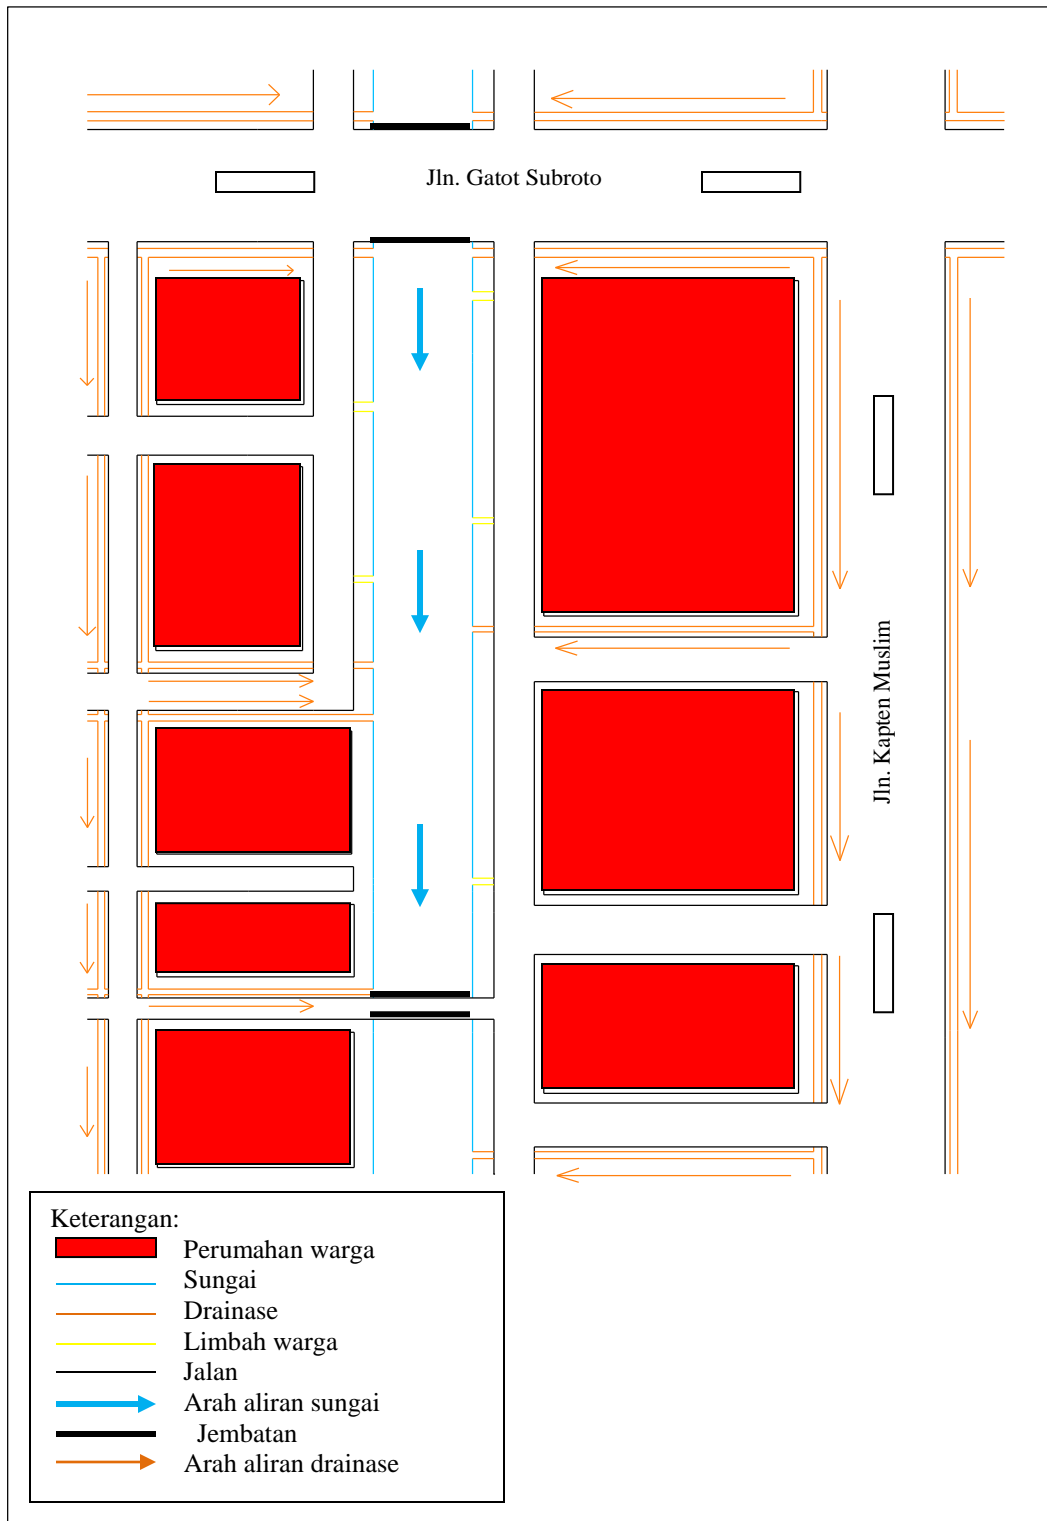 Jln. Gatot Subroto
Jln. Kapten Muslim
Keterangan:
Perumahan warga
Sungai
Drainase
Limbah warga
Jalan
Arah aliran sungai
Jembatan
Arah aliran drainase